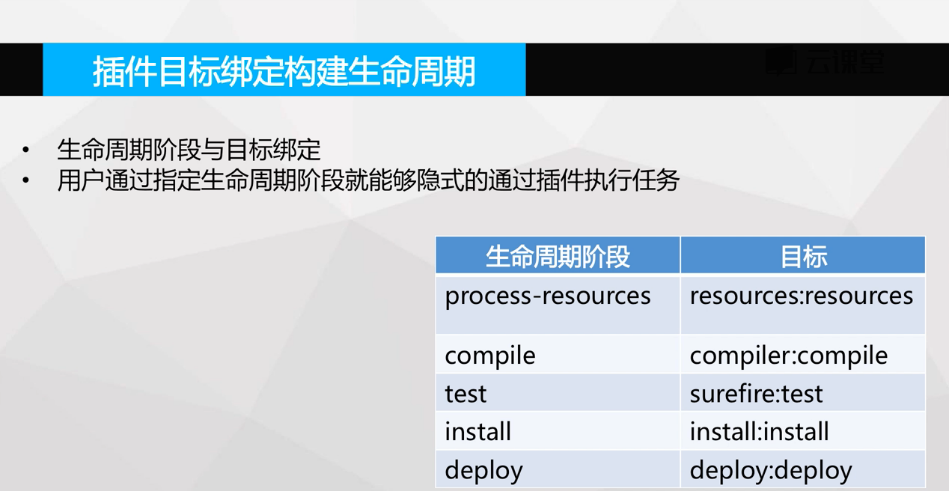 云课堂
插件目标绑定构建生命周期
• 生命周期阶段与目标绑定
• 用户通过指定生命周期阶段就能够隐式的通过插件执行任务
生命周期阶段 目标
process-resources resources:resources
compile compiler:compile
test surefire:test
install install:install
deploy deploy:deploy